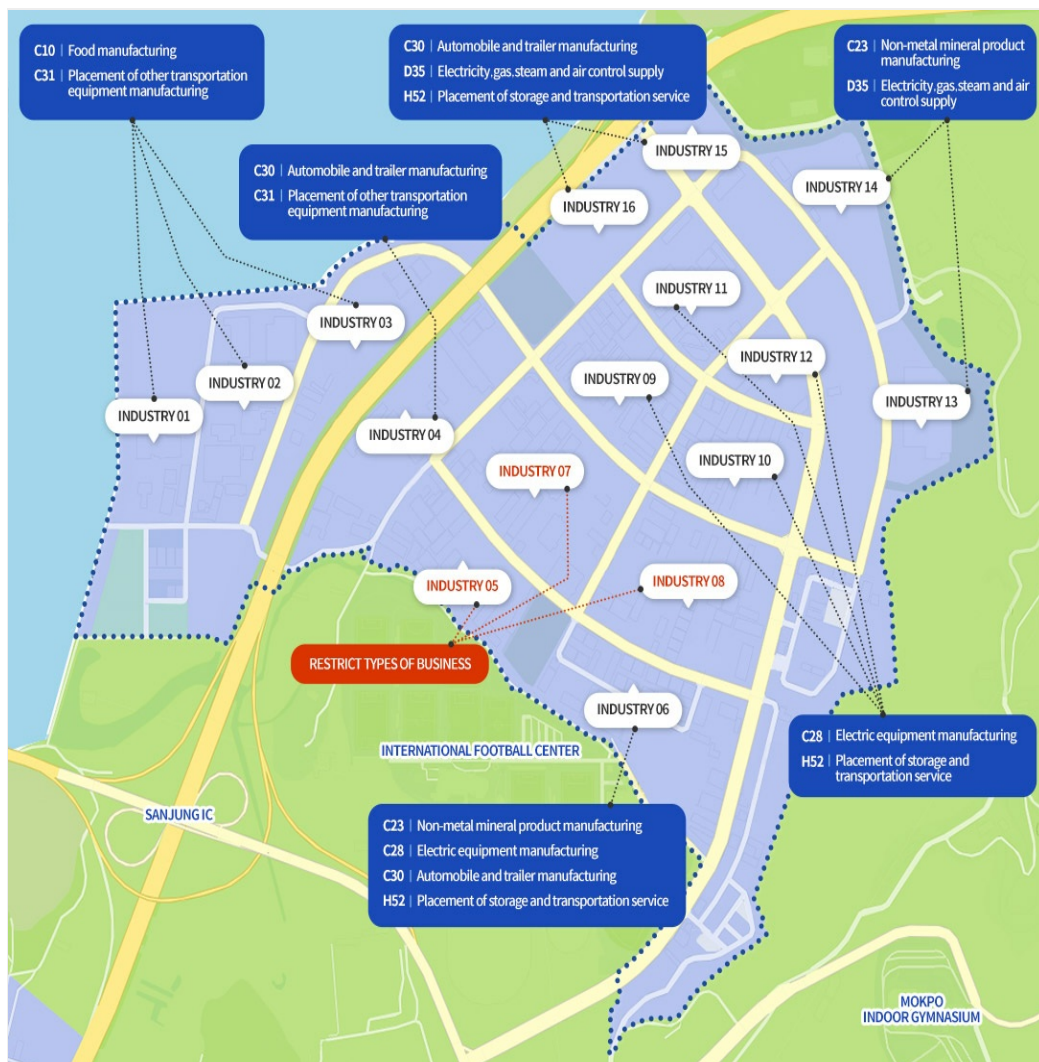 C10 | Food manufacturing
C31 | Placement of other transportation
equipment manufacturing
C30 | Automobile and trailer manufacturing
D35 | Electricity.gas.steam and air control supply
H52 | Placement of storage and transportation service
C23 | Non-metal mineral product
manufacturing
D35 | Electricity.gas.steam and air
control supply
C30 | Automobile and trailer manufacturing
C31 | Placement of other transportation
equipment manufacturing
INDUSTRY 15
INDUSTRY 14
INDUSTRY 16
INDUSTRY 11
INDUSTRY 03
INDUSTRY 12
INDUSTRY 02
INDUSTRY 09
INDUSTRY 13
INDUSTRY 01
INDUSTRY 04
INDUSTRY 10
INDUSTRY 07
INDUSTRY 05
INDUSTRY 08
RESTRICT TYPES OF BUSINESS
INDUSTRY 06
C28 | Electric equipment manufacturing
H52 | Placement of storage and
transportation service
INTERNATIONAL FOOTBALL CENTER
SANJUNG IC
C23 | Non-metal mineral product manufacturing
C28 | Electric equipment manufacturing
C30 | Automobile and trailer manufacturing
H52 | Placement of storage and transportation service
MOKPO
INDOOR GYMNASIUM